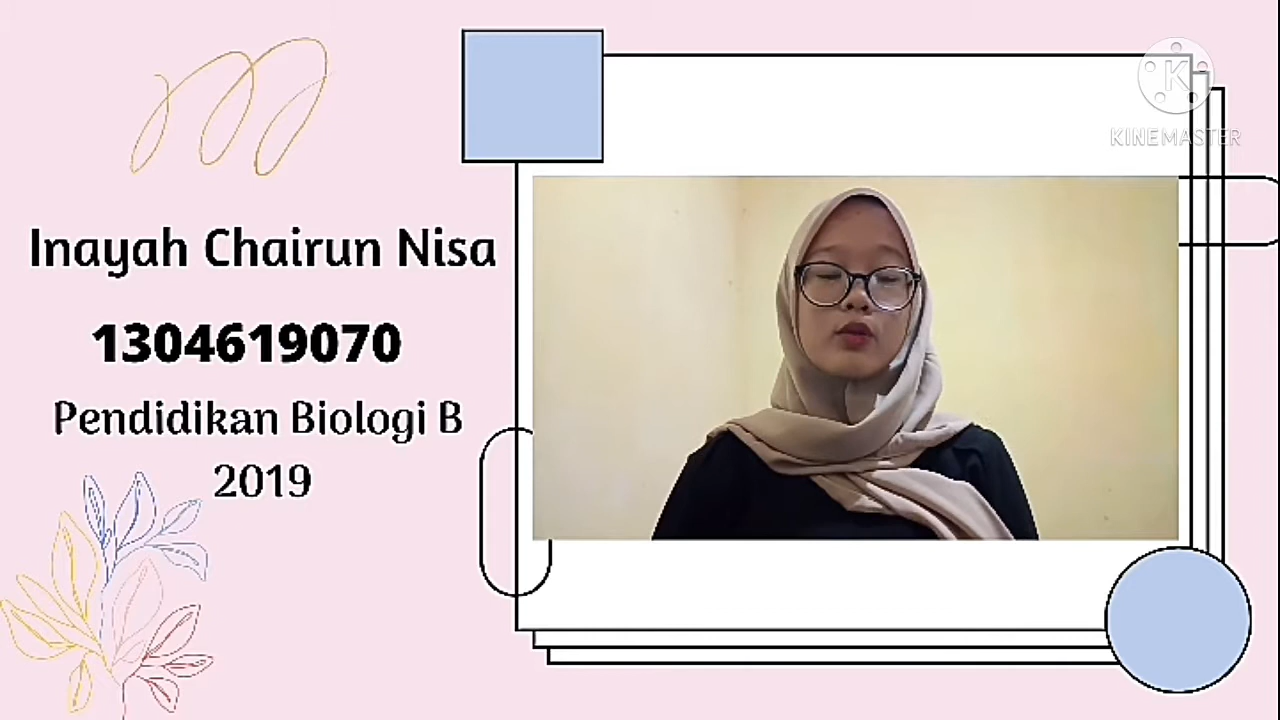 Inayah Chairun Nisa
1304619070
Pendidikan Biologi B
2019
KINEMASTER